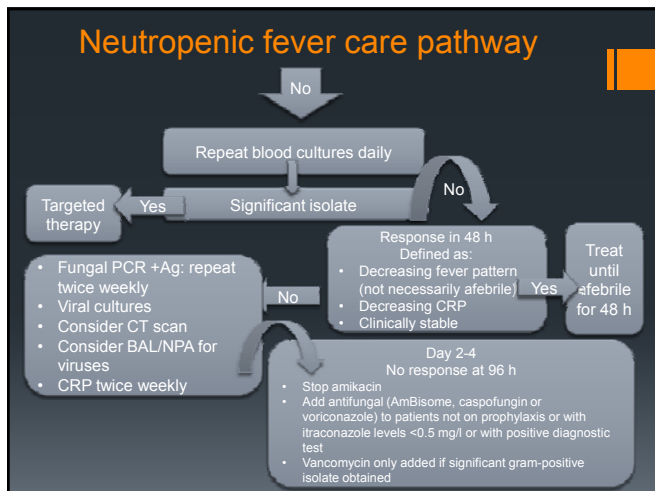 Neutropenic fever care pathway
No
Repeat blood cultures daily
Significant isolate
Yes
Targeted
therapy
No
Response in 48 h
Defined as:
• Decreasing fever pattern
(not necessarily afebrile)
• Decreasing CRP
• Clinically stable
Yes
Treat
until
afebrile
for 48 h
No
• Fungal PCR +Ag: repeat
twice weekly
• Viral cultures
• Consider CT scan
• Consider BAL/NPA for
viruses
• CRP twice weekly
Day 2-4
No response at 96 h
• Stop amikacin
• Add antifungal (AmBisome, caspofungin or
voriconazole) to patients not on prophylaxis or with
itraconazole levels <0.5 mg/l or with positive diagnostic
test
• Vancomycin only added if significant gram-positive
isolate obtained